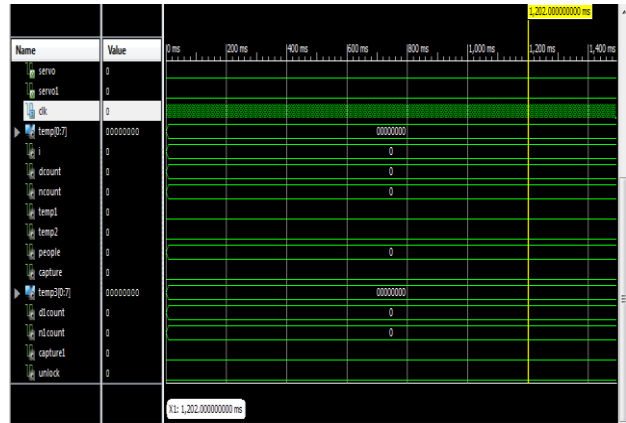 1,202.000000000 ms
Name Value 0 ms 200 ms 400 ms 600 ms 800 ms 1,000 ms 1,200 ms 1,400 ms
servo 0
servo1 0
clk 0
temp[0:7] 00000000 00000000
i 0 0
dcount 0 0
ncount 0 0
temp1 0
temp2 0
people 0 0
capture 0
temp3[0:7] 00000000 00000000
d1count 0 0
n1count 0 0
capture1 0
unlock 0
X1: 1,202.000000000 ms